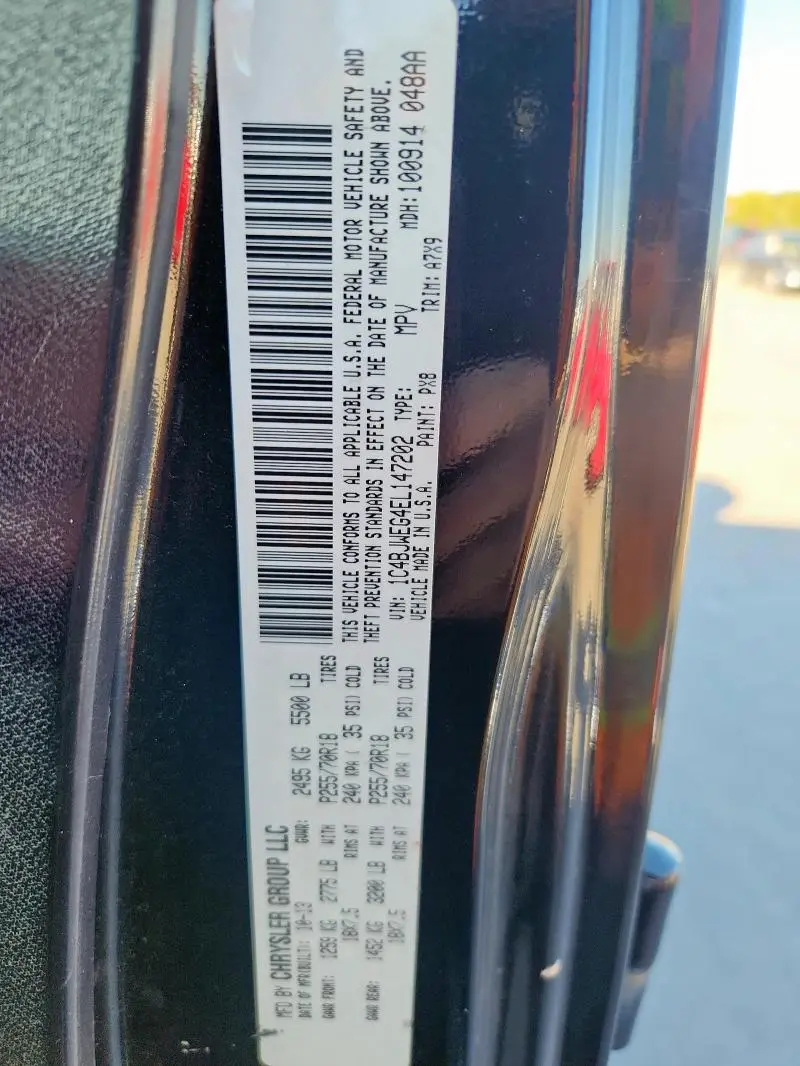 MFD BY CHRYSLER GROUP LLC
DATE OF MFR(BUILT): 10-13 GVWR: 2495 KG 5500 LB
GAWR FRONT: 1259 KG 2775 LB WITH P255/70R18 TIRES
18X7.5 RIMS AT 240 KPA ( 35 PSI) COLD
GAWR REAR: 1452 KG 3200 LB WITH P255/70R18 TIRES
18X7.5 RIMS AT 240 KPA ( 35 PSI) COLD
THIS VEHICLE CONFORMS TO ALL APPLICABLE U.S.A. FEDERAL MOTOR VEHICLE SAFETY AND
THEFT PREVENTION STANDARDS IN EFFECT ON THE DATE OF MANUFACTURE SHOWN ABOVE.
VIN: 1C4BJWEG4EL147202 TYPE: MPV MDH: 100914 048AA
VEHICLE MADE IN U.S.A. PAINT: PX8 TRIM: A7X9